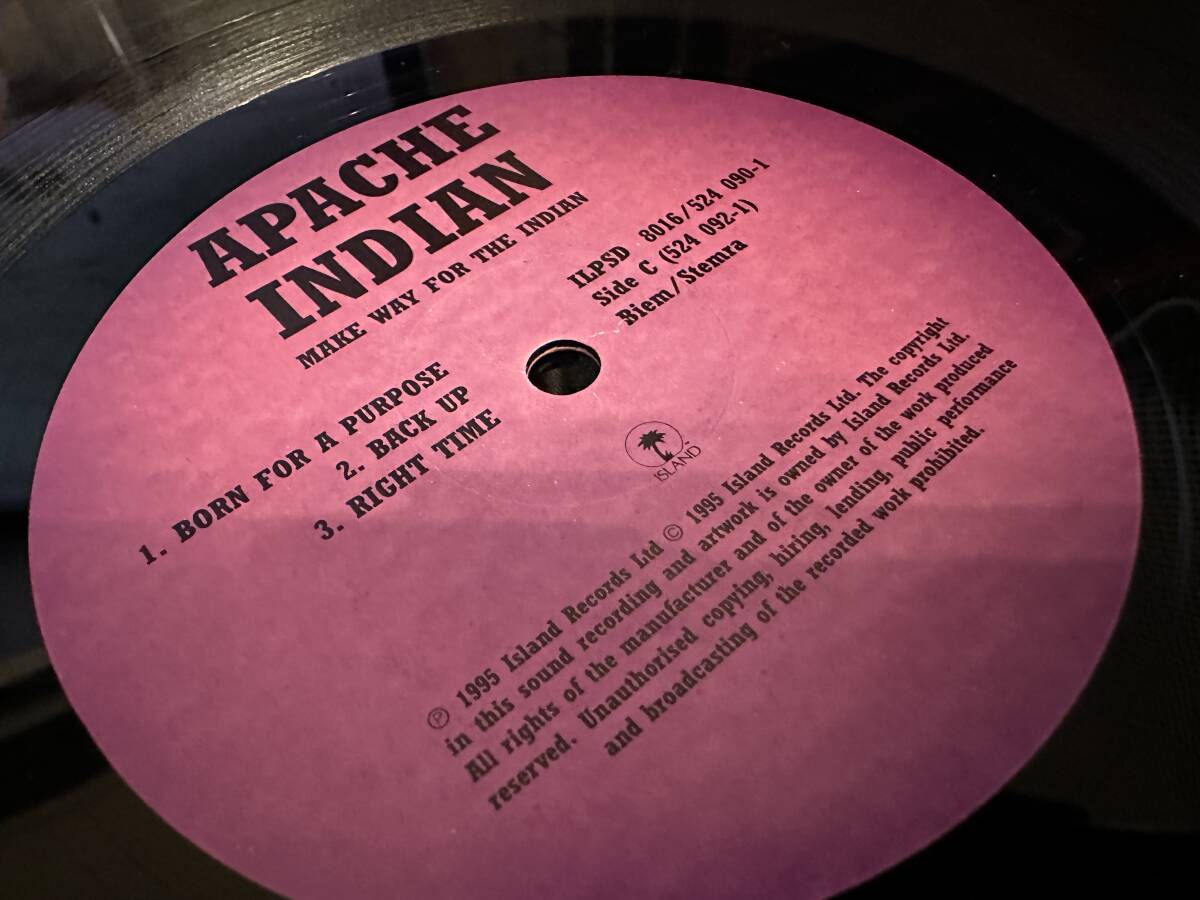 APACHE
INDIAN
MAKE WAY FOR THE INDIAN
ILPSD 8016/524 090-1
Side C (524 092-1)
Biem/Stemra
1. BORN FOR A PURPOSE
2. BACK UP
3. RIGHT TIME
ISLAND
℗ 1995 Island Records Ltd © 1995 Island Records Ltd. The copyright
in this sound recording and artwork is owned by Island Records Ltd.
All rights of the manufacturer and of the owner of the work produced
reserved. Unauthorised copying, hiring, lending, public performance
and broadcasting of the recorded work prohibited.